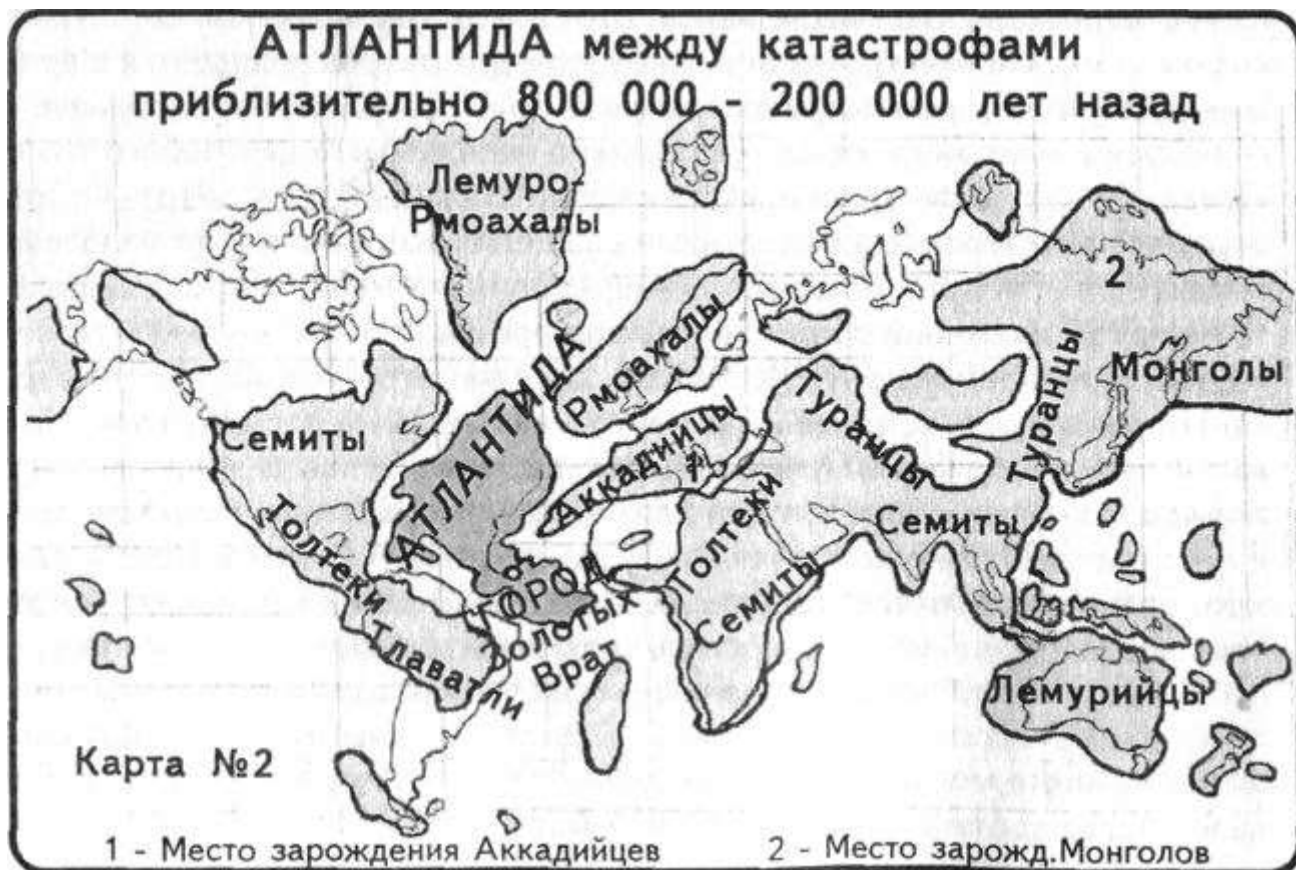 АТЛАНТИДА между катастрофами
приблизительно 800 000 - 200 000 лет назад
Лемуро-
Рмоахалы
2
Рмоахалы
Монголы
Туранцы
Туранцы
АТЛАНТИДА
Семиты
Аккадийцы
1
Толтеки
Семиты
Толтеки
Семиты
ГОРОД
Золотых
Врат
Тлаватли
Лемурийцы
Карта №2
1 - Место зарождения Аккадийцев
2 - Место зарожд.Монголов